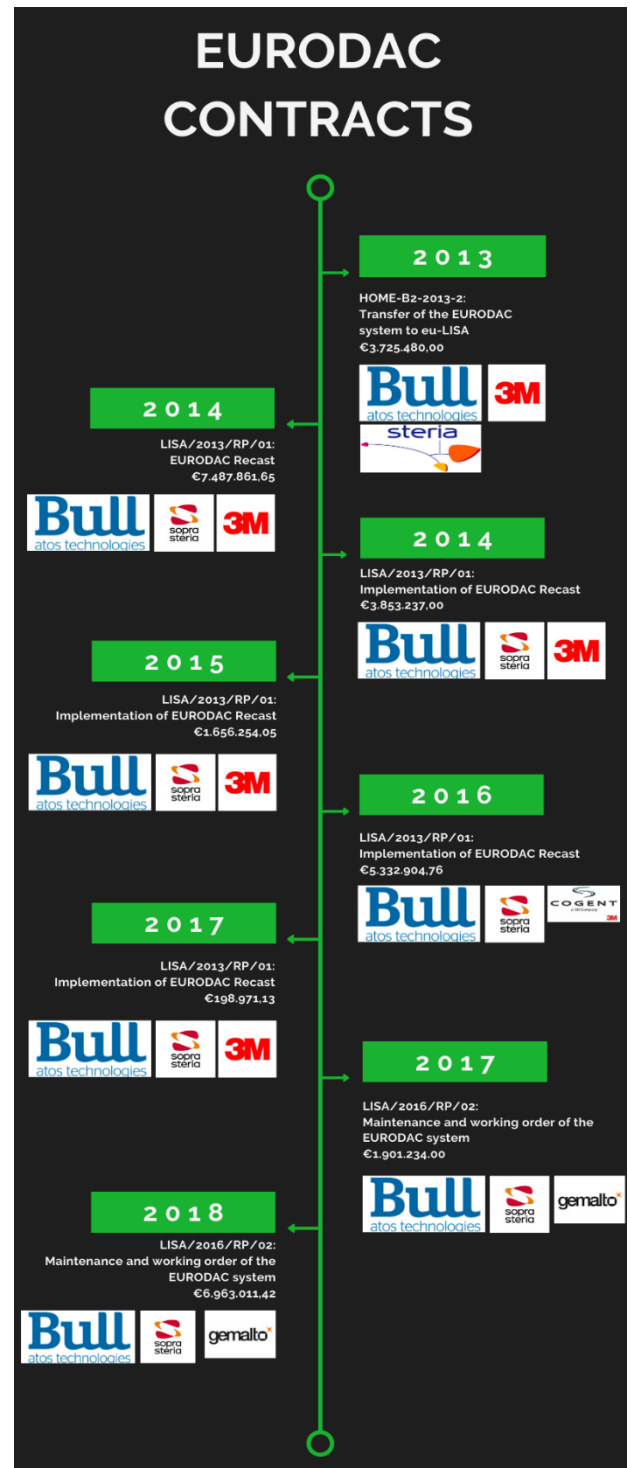 EURODAC
CONTRACTS
2013
HOME-B2-2013-2:
Transfer of the EURODAC
system to eu-LISA
€3.725.480,00
Bull
atos technologies
3M
steria
2014
LISA/2013/RP/01:
EURODAC Recast
€7.487.861,65
Bull
atos technologies
sopra
steria
3M
2014
LISA/2013/RP/01:
Implementation of EURODAC Recast
€3.853.237,00
Bull
atos technologies
sopra
steria
3M
2015
LISA/2013/RP/01:
Implementation of EURODAC Recast
€1.656.254,05
Bull
atos technologies
sopra
steria
3M
2016
LISA/2013/RP/01:
Implementation of EURODAC Recast
€5.332.904,76
Bull
atos technologies
sopra
steria
COGENT
a 3M Company
3M
2017
LISA/2013/RP/01:
Implementation of EURODAC Recast
€198.971,13
Bull
atos technologies
sopra
steria
3M
2017
LISA/2016/RP/02:
Maintenance and working order of the
EURODAC system
€1.901.234.00
Bull
atos technologies
sopra
steria
gemalto
2018
LISA/2016/RP/02:
Maintenance and working order of the
EURODAC system
€6.963.011,42
Bull
atos technologies
sopra
steria
gemalto